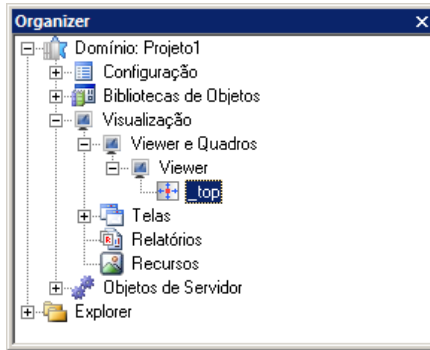 Organizer
Domínio: Projeto1
Configuração
Bibliotecas de Objetos
Visualização
Viewer e Quadros
Viewer
_top
Telas
Relatórios
Recursos
Objetos de Servidor
Explorer